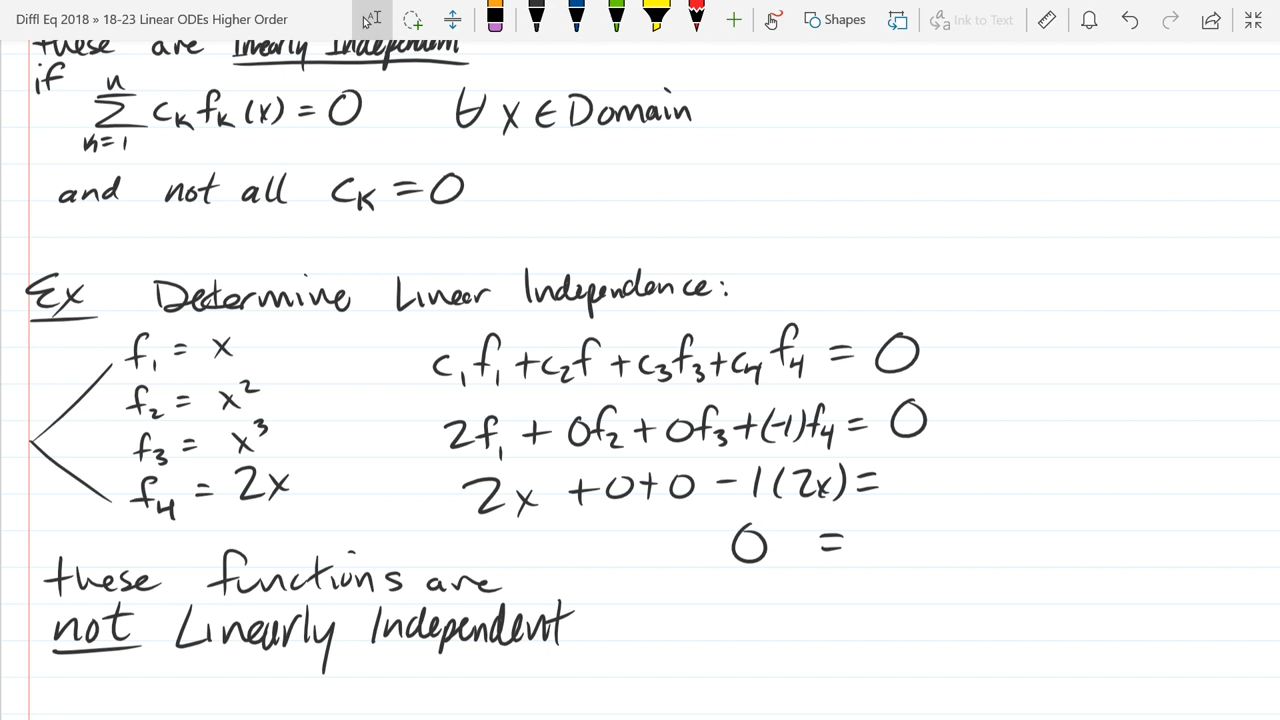 Diffl Eq 2018 » 18-23 Linear ODEs Higher Order
Shapes
Ink to Text
these are linearly independent
if
n
Σ cₖ fₖ(x) = 0 ∀ x ∈ Domain
n=1
and not all cₖ = 0
Ex Determine Linear Independence:
f₁ = x
f₂ = x²
f₃ = x³
f₄ = 2x
c₁f₁ + c₂f + c₃f₃ + c₄f₄ = 0
2f₁ + 0f₂ + 0f₃ + (-1)f₄ = 0
2x + 0 + 0 - 1(2x) =
0 =
these functions are
not Linearly Independent